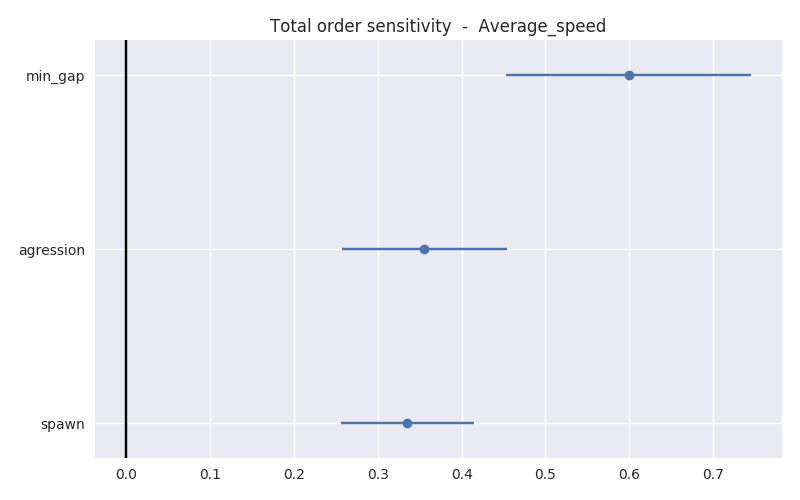 Total order sensitivity - Average_speed
min_gap
agression
spawn
0.0 0.1 0.2 0.3 0.4 0.5 0.6 0.7